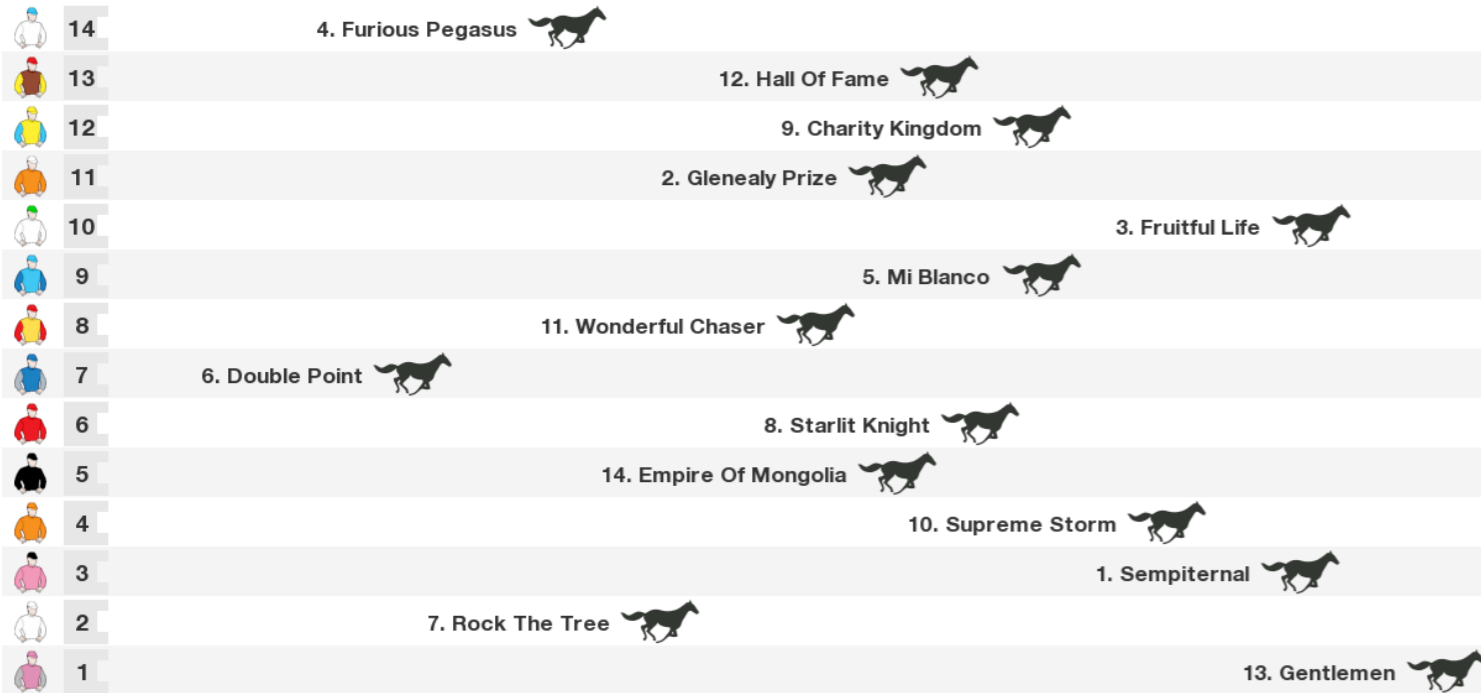 14 4. Furious Pegasus
13 12. Hall Of Fame
12 9. Charity Kingdom
11 2. Glenealy Prize
10 3. Fruitful Life
9 5. Mi Blanco
8 11. Wonderful Chaser
7 6. Double Point
6 8. Starlit Knight
5 14. Empire Of Mongolia
4 10. Supreme Storm
3 1. Sempiternal
2 7. Rock The Tree
1 13. Gentlemen